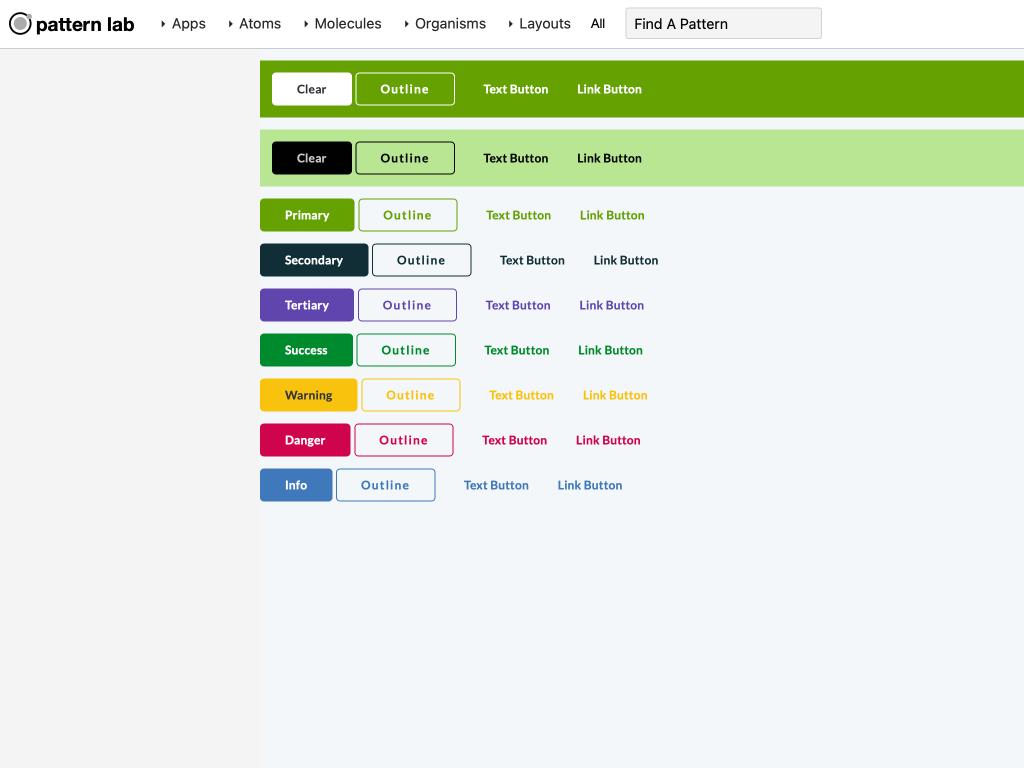 pattern lab Apps Atoms Molecules Organisms Layouts All Find A Pattern
Clear Outline Text Button Link Button
Clear Outline Text Button Link Button
Primary Outline Text Button Link Button
Secondary Outline Text Button Link Button
Tertiary Outline Text Button Link Button
Success Outline Text Button Link Button
Warning Outline Text Button Link Button
Danger Outline Text Button Link Button
Info Outline Text Button Link Button